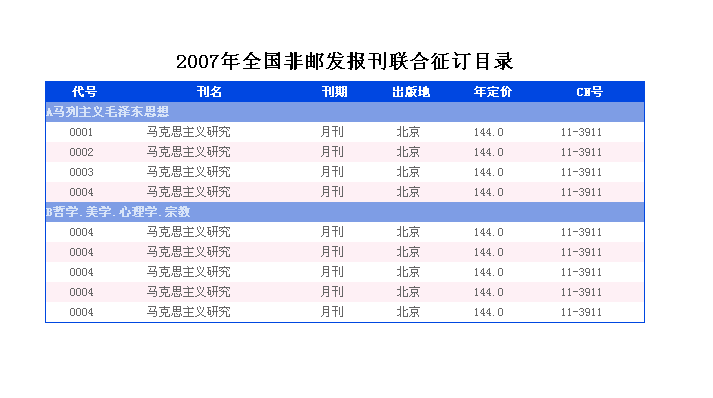 2007年全国非邮发报刊联合征订目录
代号 刊名 刊期 出版地 年定价 CN号
A马列主义毛泽东思想
0001 马克思主义研究 月刊 北京 144.0 11-3911
0002 马克思主义研究 月刊 北京 144.0 11-3911
0003 马克思主义研究 月刊 北京 144.0 11-3911
0004 马克思主义研究 月刊 北京 144.0 11-3911
B哲学.美学.心理学.宗教
0004 马克思主义研究 月刊 北京 144.0 11-3911
0004 马克思主义研究 月刊 北京 144.0 11-3911
0004 马克思主义研究 月刊 北京 144.0 11-3911
0004 马克思主义研究 月刊 北京 144.0 11-3911
0004 马克思主义研究 月刊 北京 144.0 11-3911